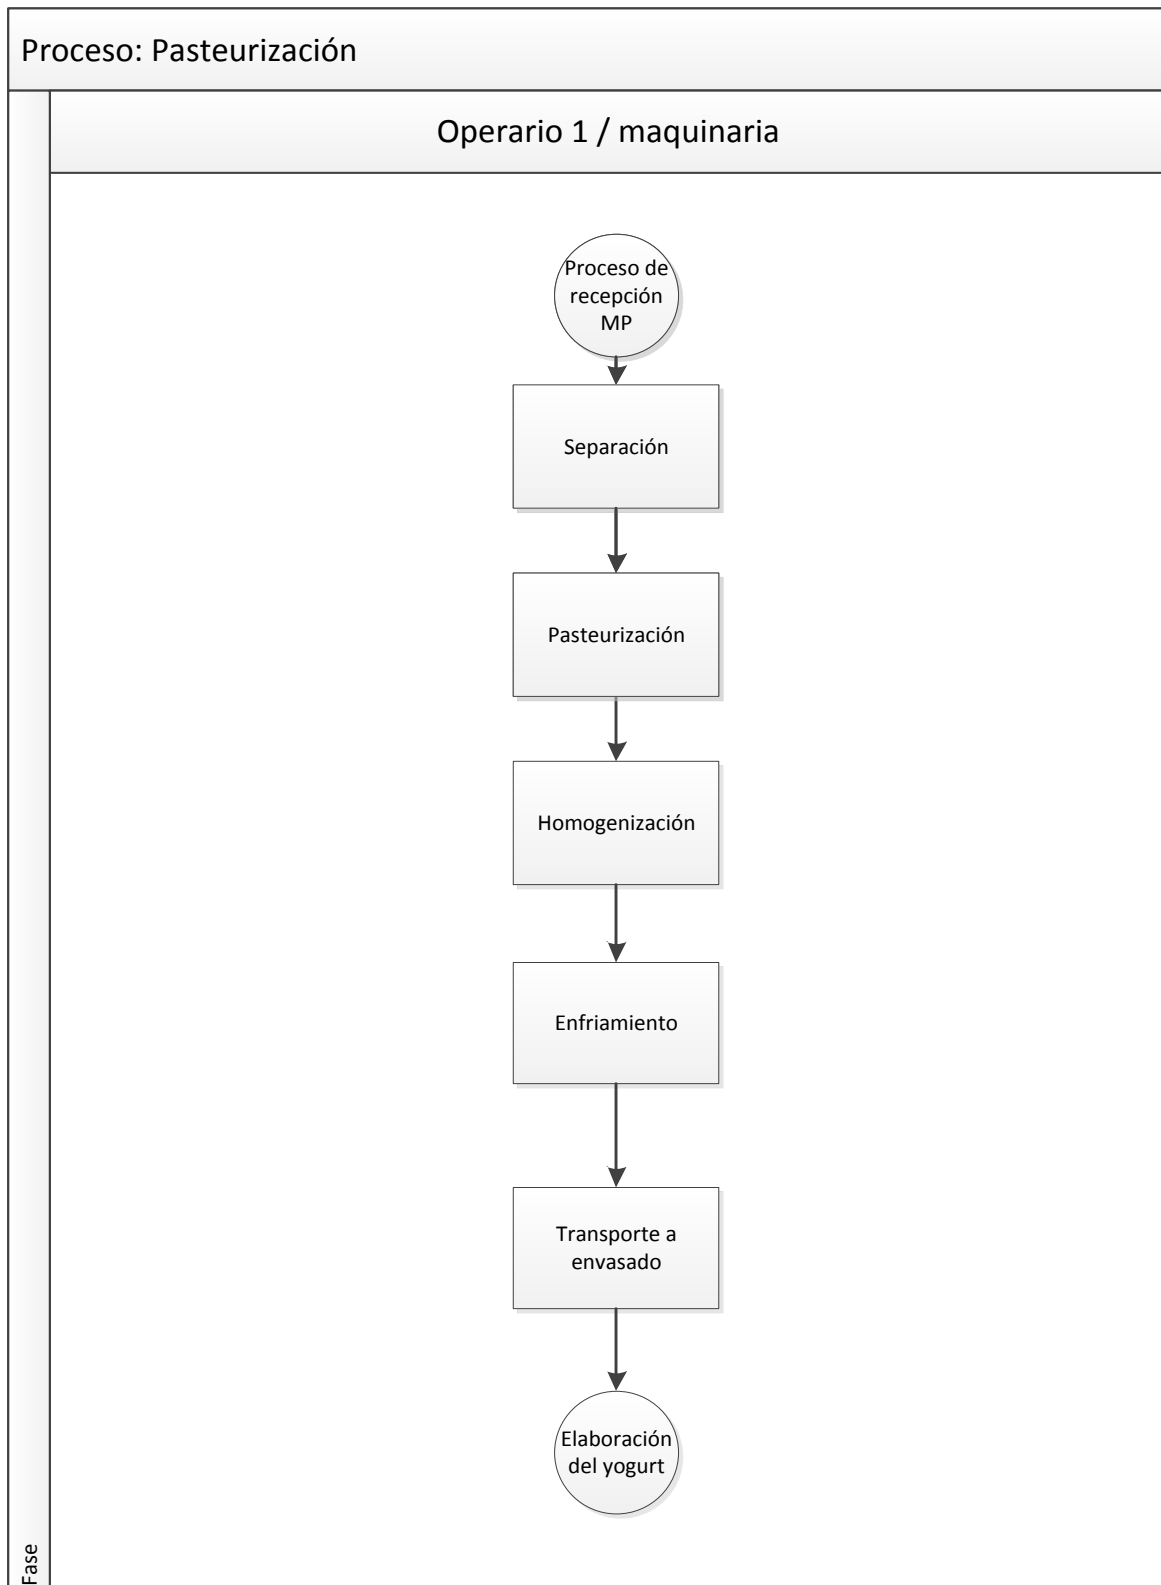 Proceso: Pasteurización
Operario 1 / maquinaria
Proceso de
recepción
MP
Separación
Pasteurización
Homogenización
Enfriamiento
Transporte a
envasado
Elaboración
del yogurt
Fase